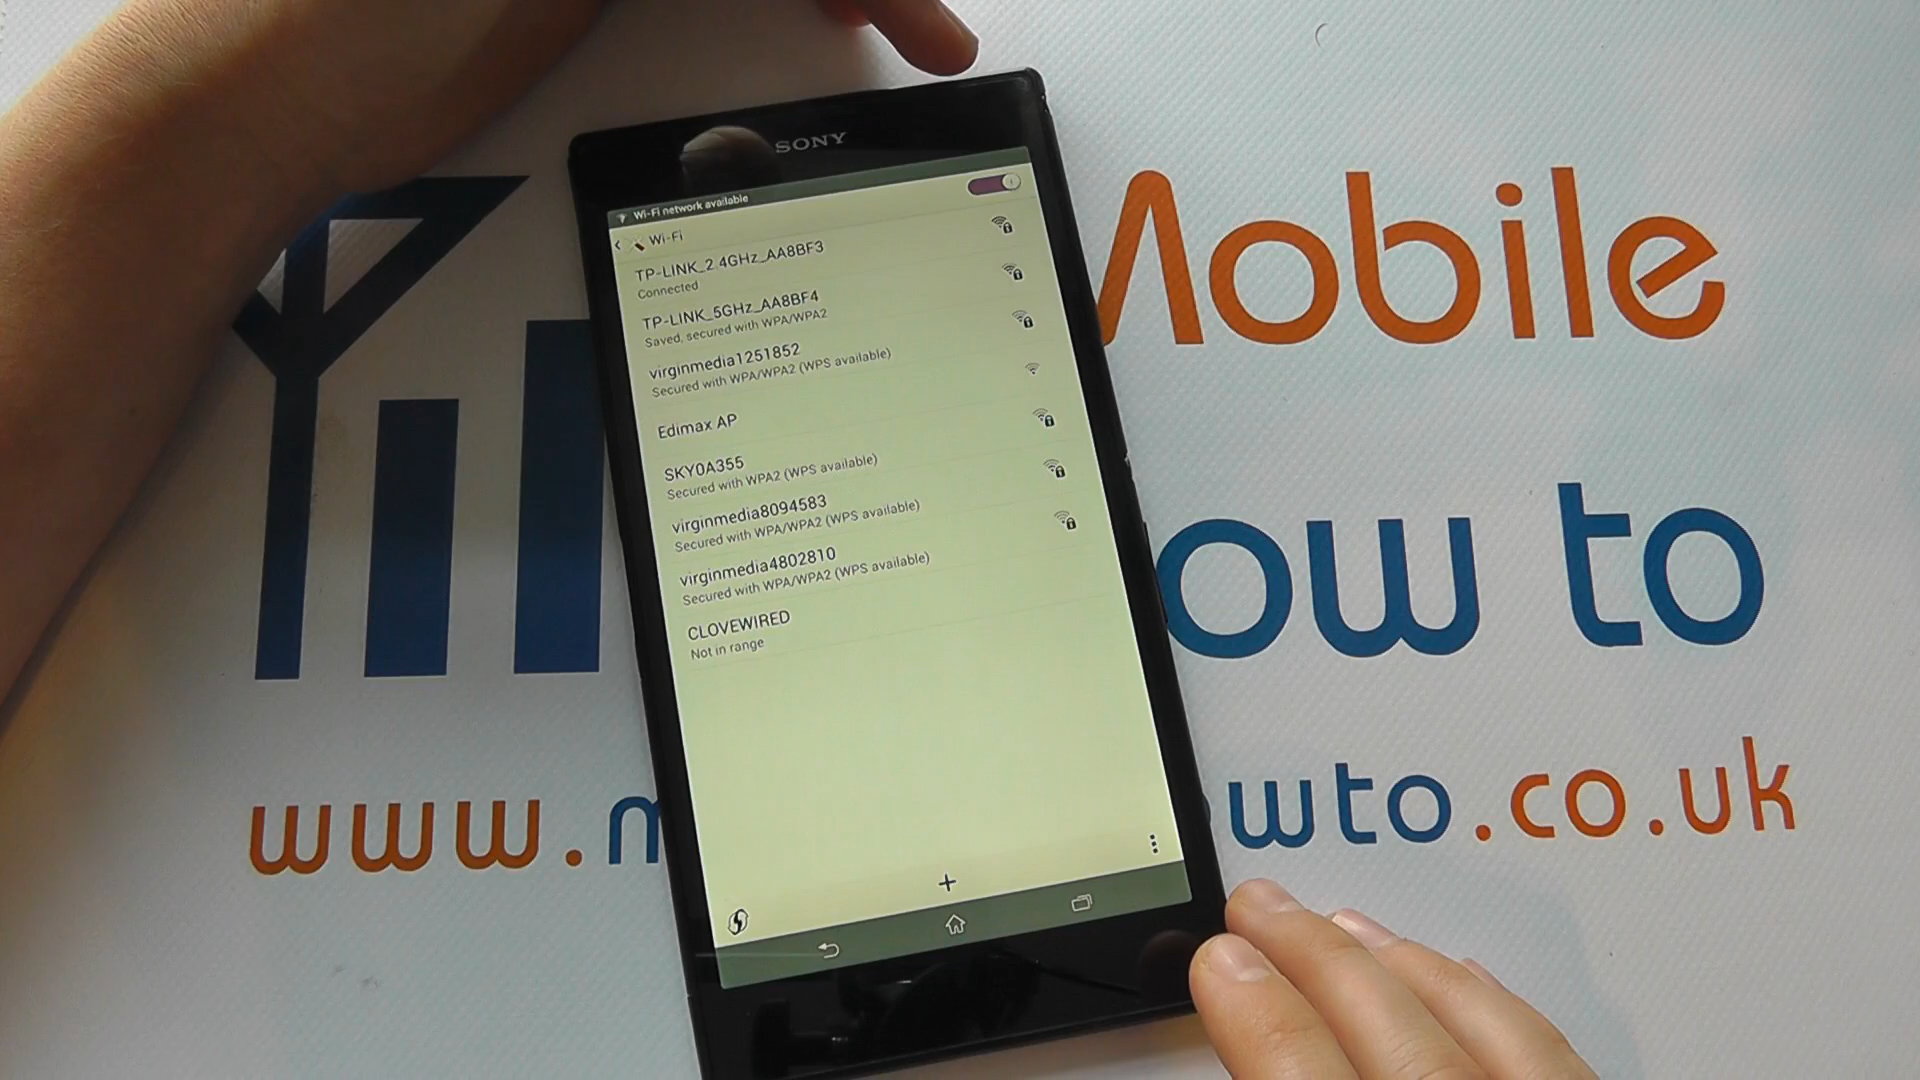 SONY
Wi-Fi network available
Wi-Fi
TP-LINK_2.4GHz_AA8BF3
Connected
TP-LINK_5GHz_AA8BF4
Saved, secured with WPA/WPA2
virginmedia1251852
Secured with WPA/WPA2 (WPS available)
Edimax AP
SKY0A355
Secured with WPA2 (WPS available)
virginmedia8094583
Secured with WPA/WPA2 (WPS available)
virginmedia4802810
Secured with WPA/WPA2 (WPS available)
CLOVEWIRED
Not in range
Mobile
ow to
www.m owto.co.uk